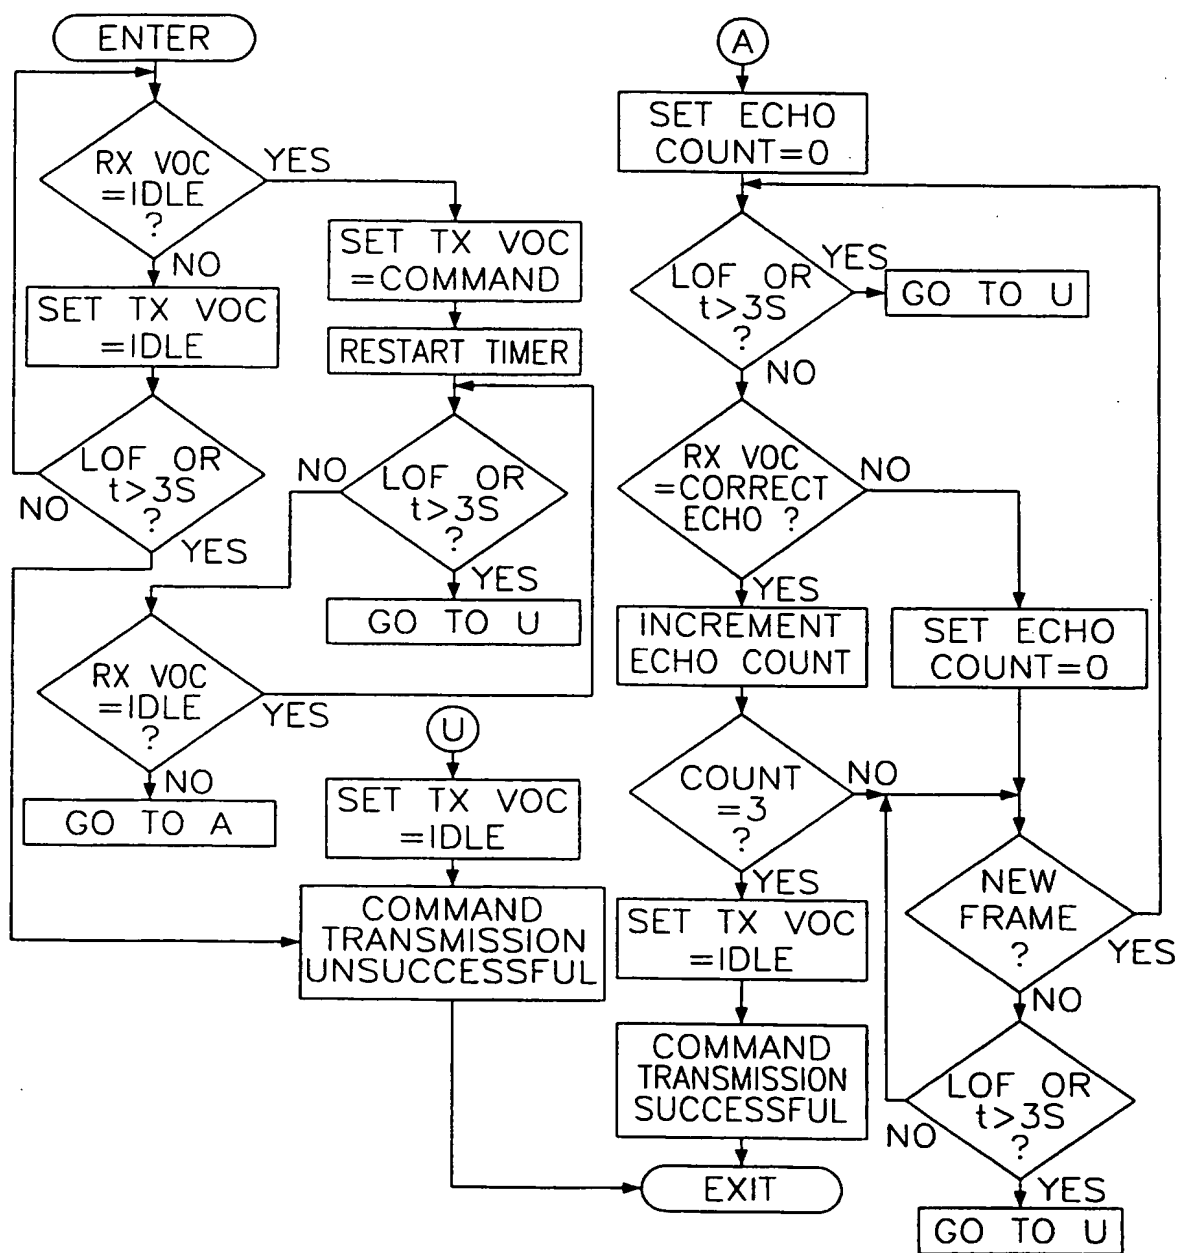 ENTER
RX VOC
=IDLE
?
YES
NO
SET TX VOC
=IDLE
LOF OR
t>3S
?
NO
YES
SET TX VOC
=COMMAND
RESTART TIMER
LOF OR
t>3S
?
NO
YES
GO TO U
RX VOC
=IDLE
?
YES
NO
GO TO A
U
SET TX VOC
=IDLE
COMMAND
TRANSMISSION
UNSUCCESSFUL
A
SET ECHO
COUNT=0
LOF OR
t>3S
?
YES
GO TO U
NO
RX VOC
=CORRECT
ECHO ?
NO
YES
INCREMENT
ECHO COUNT
SET ECHO
COUNT=0
COUNT
=3
?
NO
YES
SET TX VOC
=IDLE
COMMAND
TRANSMISSION
SUCCESSFUL
EXIT
NEW
FRAME
?
YES
NO
LOF OR
t>3S
?
NO
YES
GO TO U